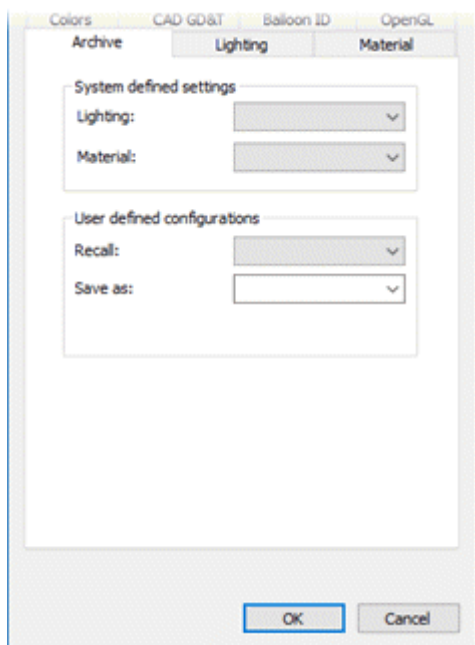 Colors CAD GD&T Balloon ID OpenGL
Archive Lighting Material
System defined settings
Lighting:
Material:
User defined configurations
Recall:
Save as:
OK Cancel